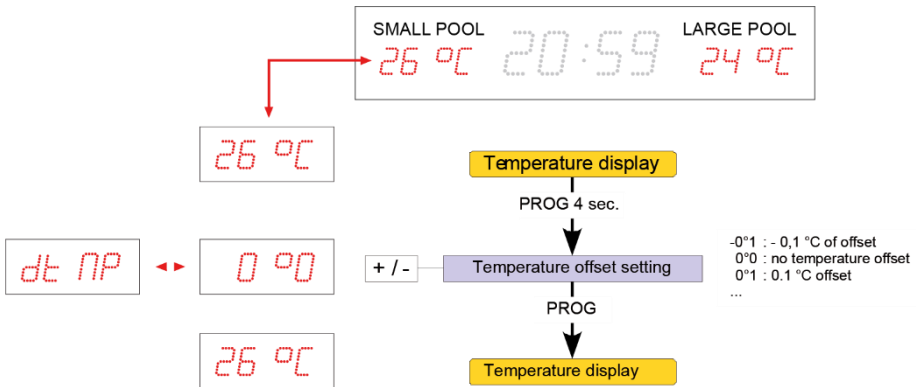 SMALL POOL LARGE POOL
26 °C 20:59 24 °C
26 °C
Temperature display
PROG 4 sec.
dt MP 0 °0
+ / - Temperature offset setting
-0°1 : - 0,1 °C of offset
0°0 : no temperature offset
0°1 : 0.1 °C offset
...
PROG
26 °C Temperature display